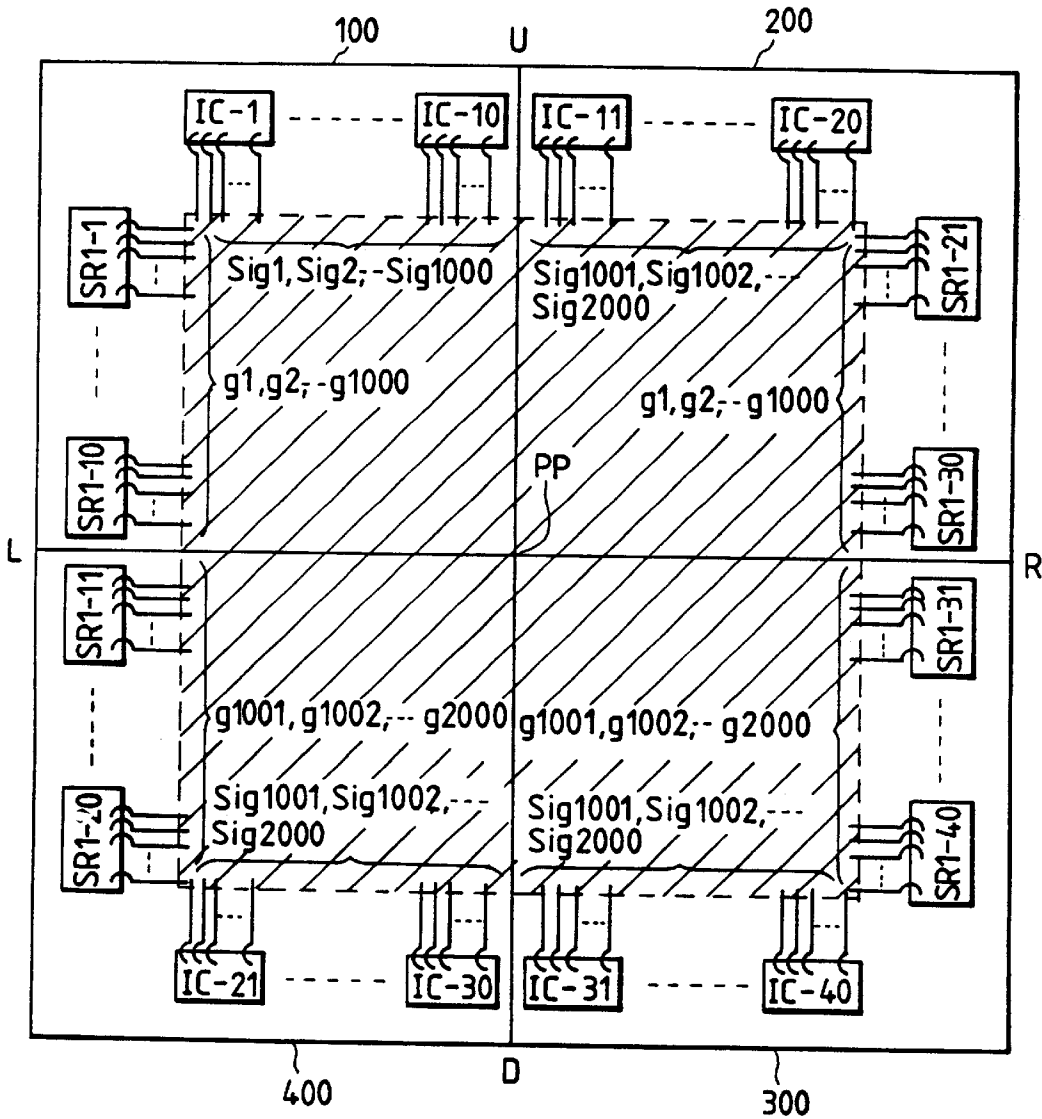 100
U
200
IC-1
IC-10
IC-11
IC-20
SR1-1
SR1-21
Sig1,Sig2,--Sig1000
Sig1001,Sig1002,---
Sig2000
g1,g2,--g1000
g1,g2,--g1000
SR1-10
PP
SR1-30
L
R
SR1-11
SR1-31
g1001,g1002,--- g2000
g1001,g1002,-- g2000
Sig1001,Sig1002,---
Sig2000
Sig1001,Sig1002,---
Sig2000
SR1-20
SR1-40
IC-21
IC-30
IC-31
IC-40
400
D
300